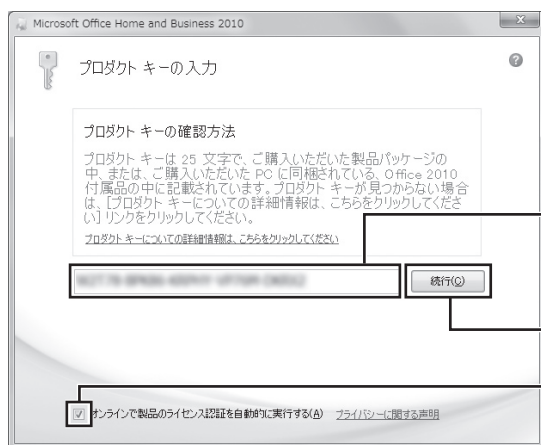 Microsoft Office Home and Business 2010
プロダクト キーの入力
プロダクト キーの確認方法
プロダクト キーは 25 文字で、ご購入いただいた製品パッケージの
中、または、ご購入いただいた PC に同梱されている、Office 2010
付属品の中に記載されています。プロダクト キーが見つからない場合
は、[プロダクト キーについての詳細情報は、こちらをクリックしてくださ
い] リンクをクリックしてください。
プロダクト キーについての詳細情報は、こちらをクリックしてください
続行(C)
オンラインで製品のライセンス認証を自動的に実行する(A) プライバシーに関する声明